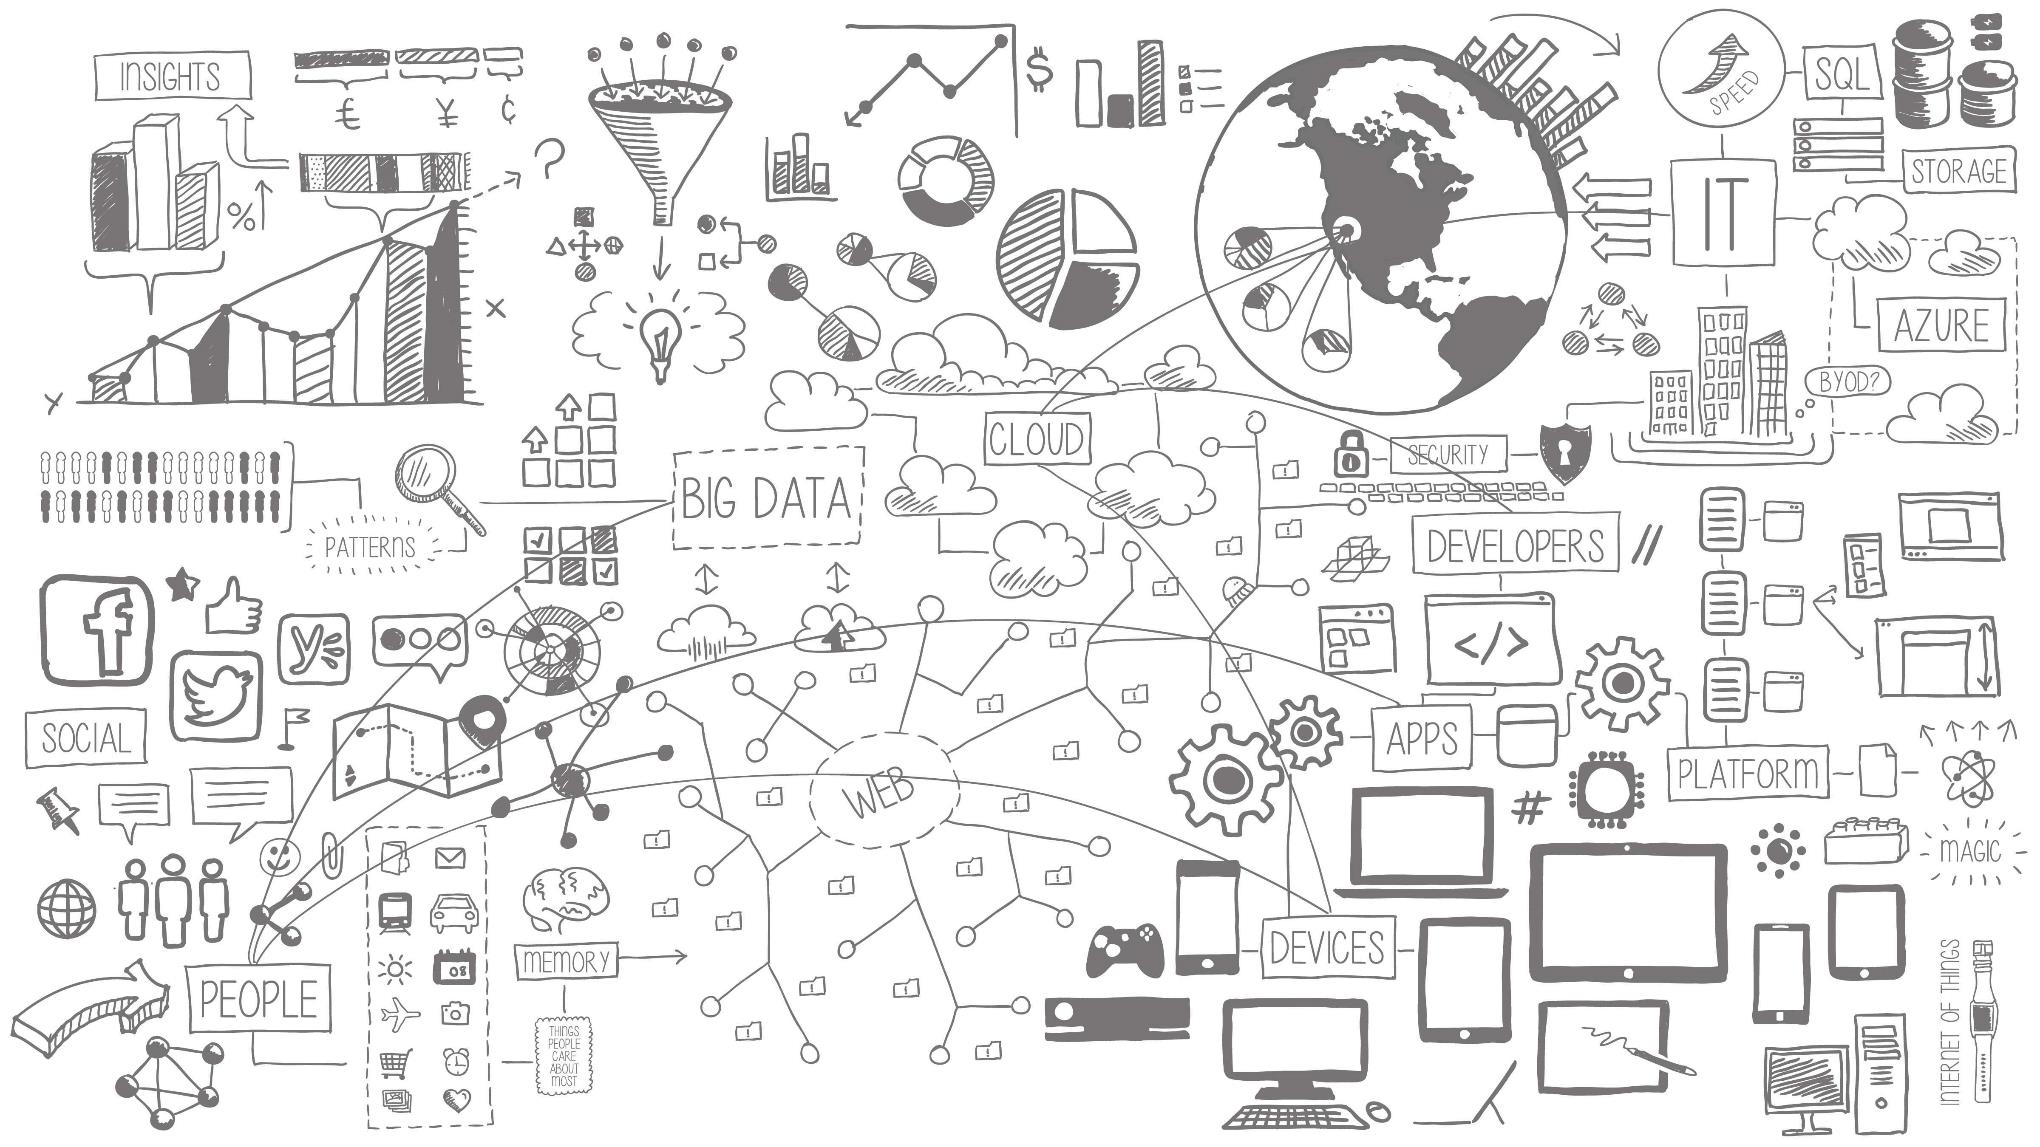 INSIGHTS
€
¥
¢
%
?
X
Y
$
SPEED
SQL
STORAGE
IT
AZURE
BYOD?
CLOUD
SECURITY
BIG DATA
PATTERNS
DEVELOPERS
//
</>
f
y
SOCIAL
WEB
APPS
PLATFORM
#
MAGIC
MEMORY
08
DEVICES
PEOPLE
THINGS
PEOPLE
CARE
ABOUT
MOST
INTERNET OF THINGS